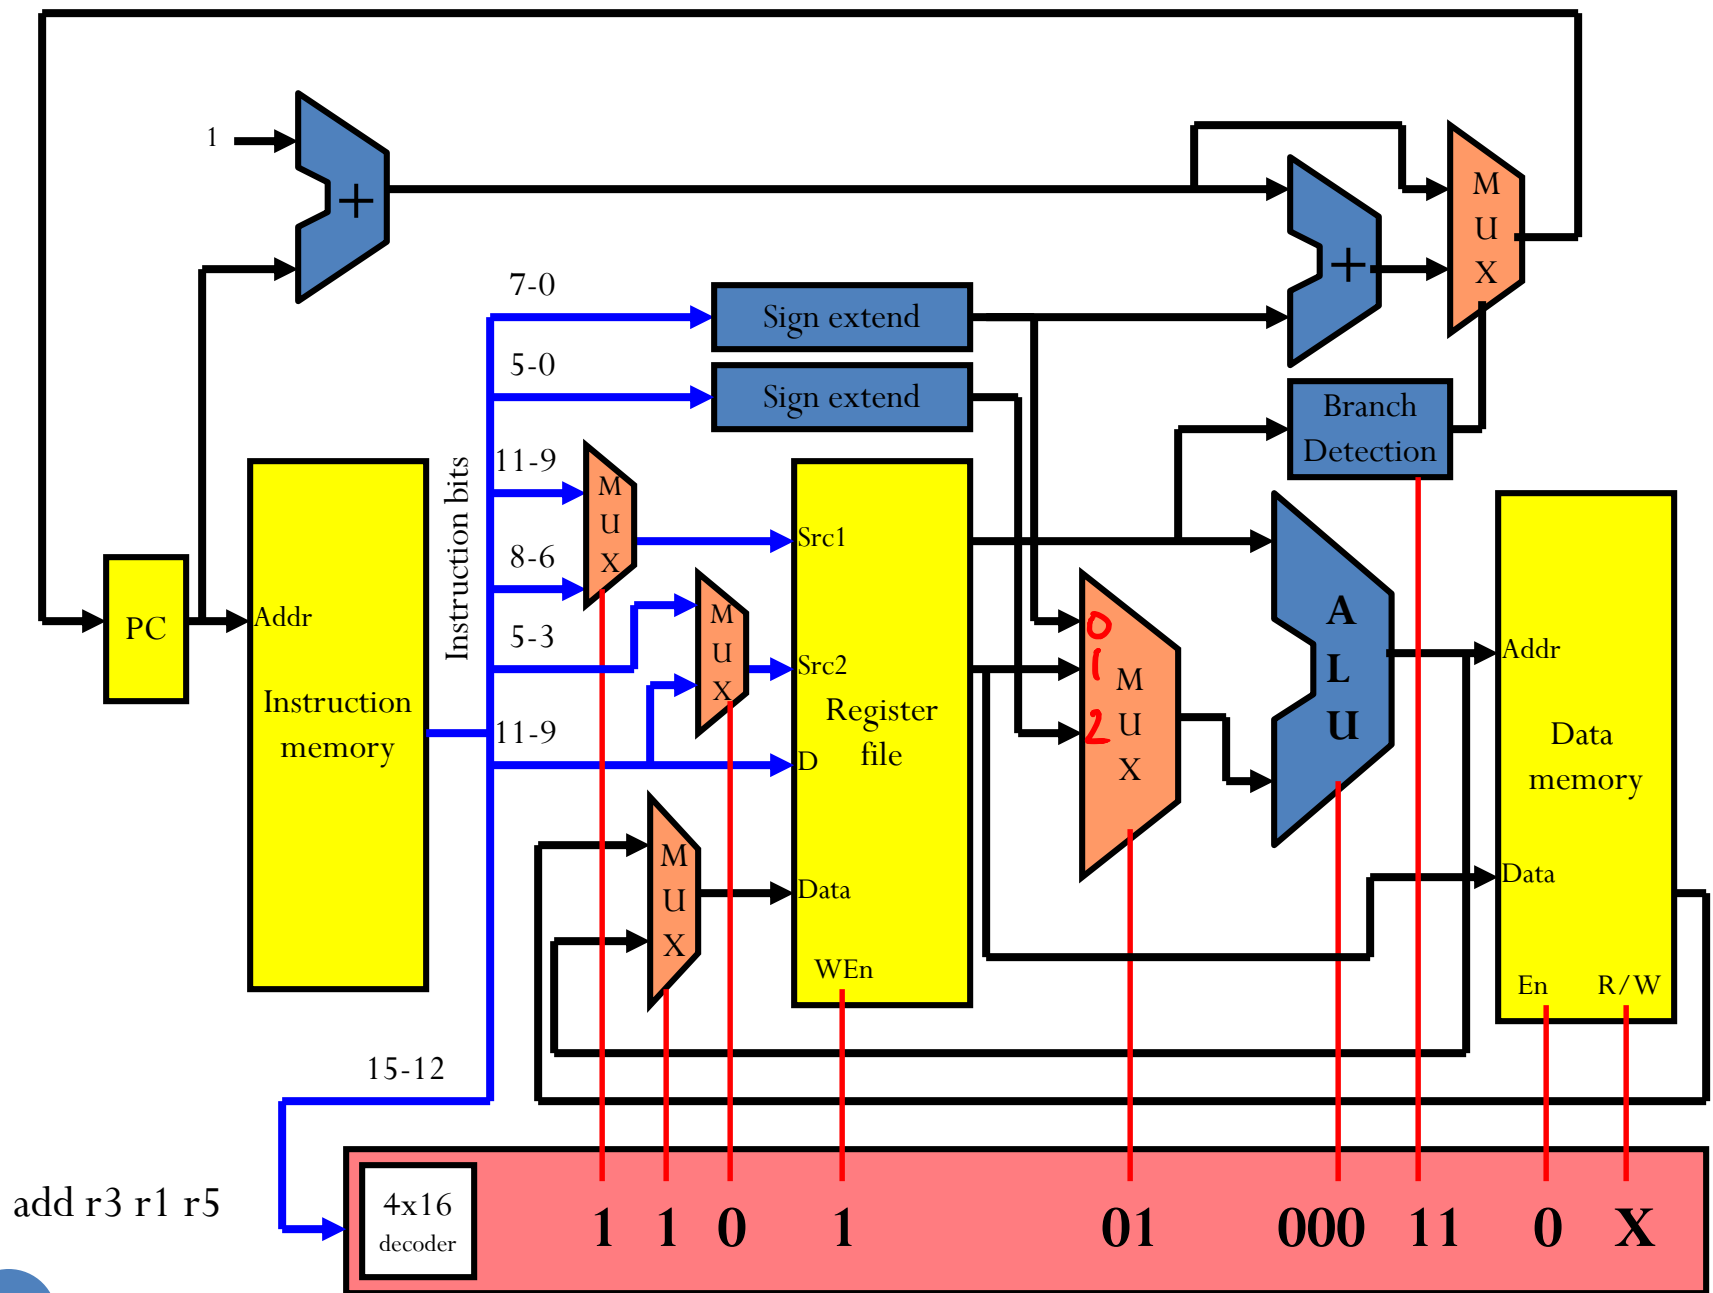 1
+
M
U
X
+
7-0
Sign extend
5-0
Sign extend
Branch
Detection
11-9
M
U
X
8-6
5-3
11-9
Instruction bits
PC
Addr
Instruction
memory
M
U
X
Src1
Src2
Register
file
D
Data
WEn
M
U
X
0
1
2
M
U
X
A
L
U
Addr
Data
memory
Data
En R/W
15-12
add r3 r1 r5
4x16
decoder
1 1 0 1 01 000 11 0 X